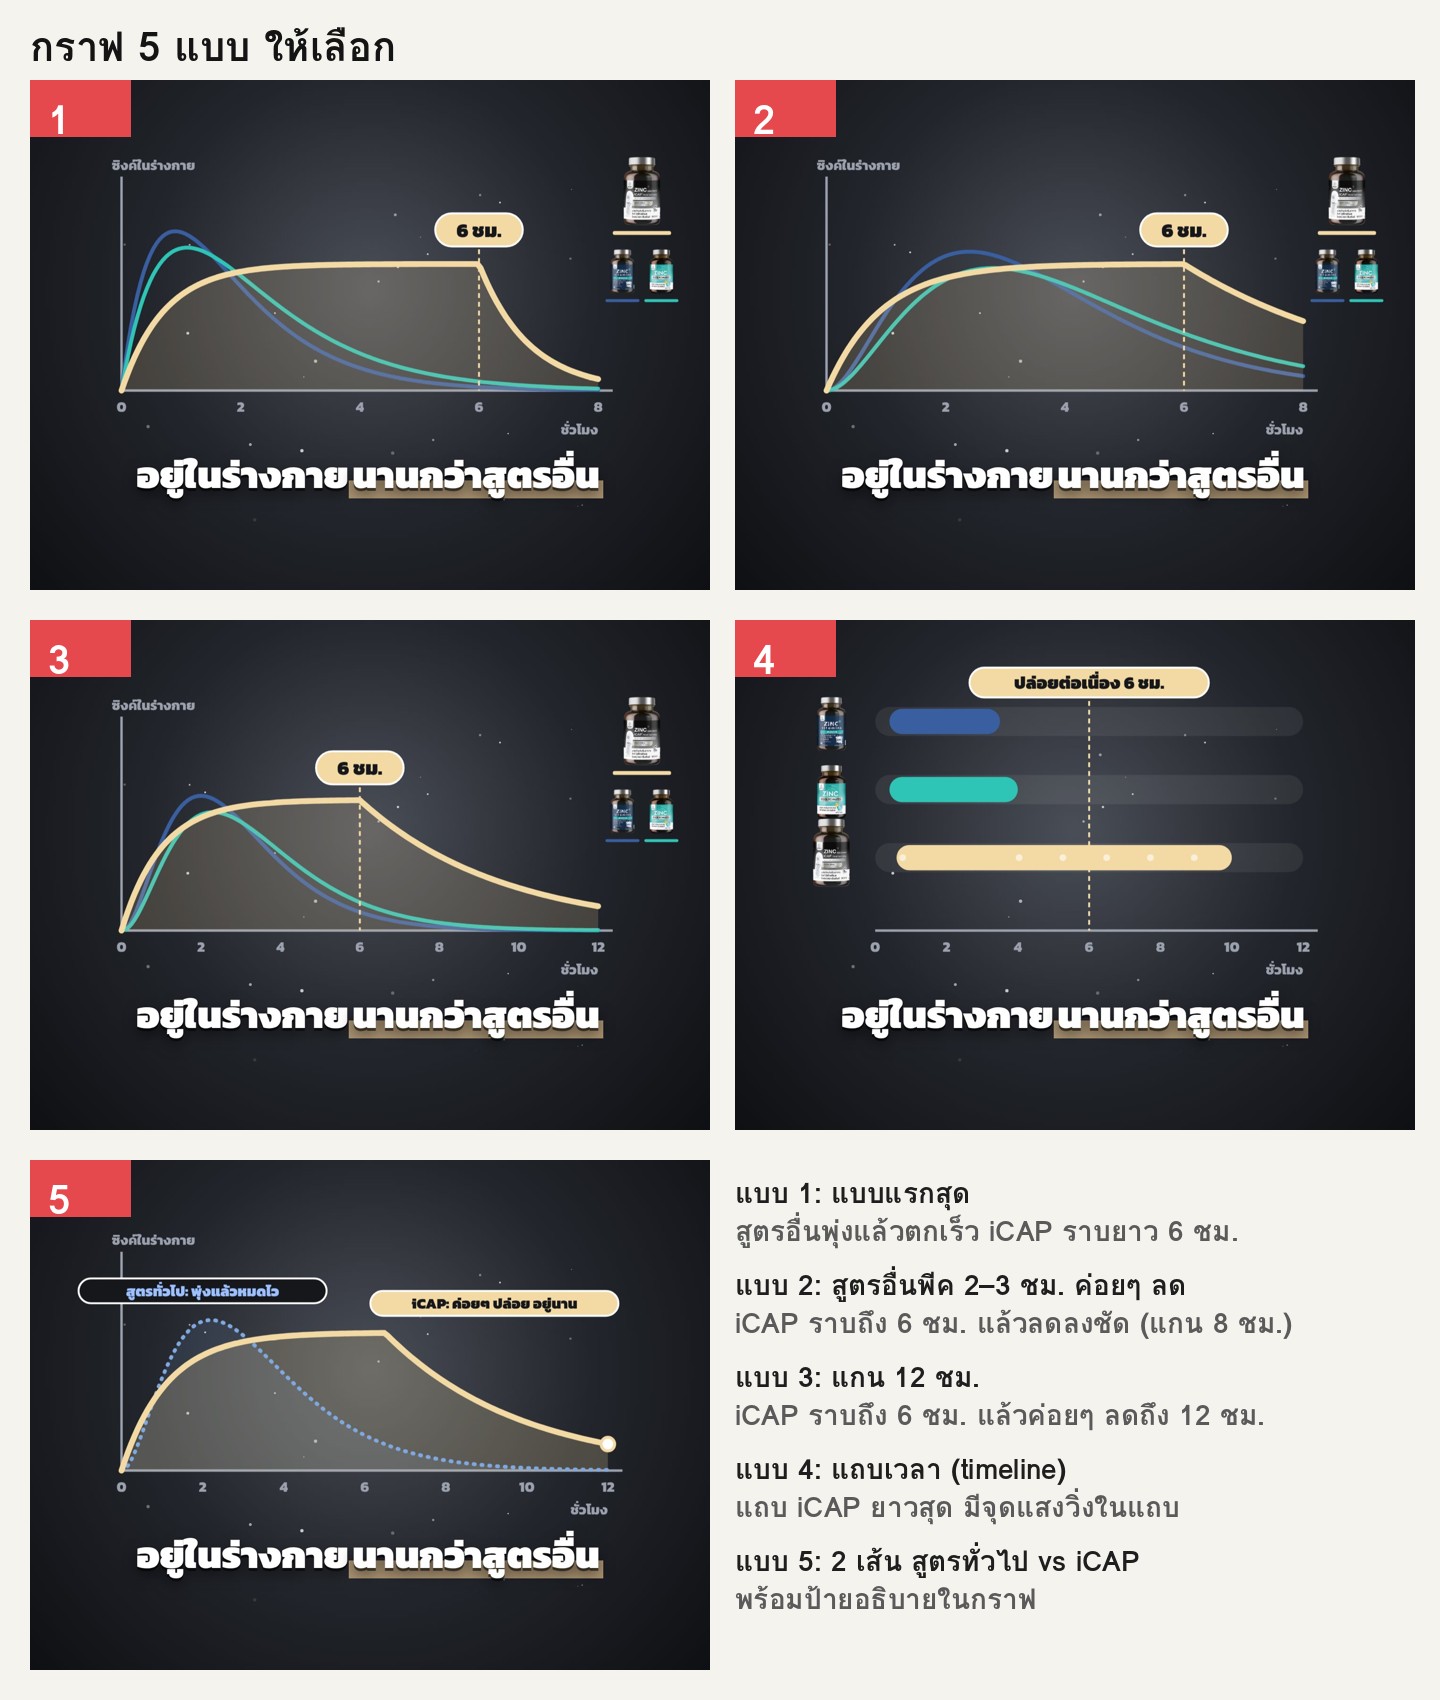 กราฟ 5 แบบ ให้เลือก
1
ซิงค์ในร่างกาย
6 ชม.
ZINC
ZINC
ZINC
0 2 4 6 8
ชั่วโมง
อยู่ในร่างกาย นานกว่าสูตรอื่น
2
ซิงค์ในร่างกาย
6 ชม.
ZINC
ZINC
ZINC
0 2 4 6 8
ชั่วโมง
อยู่ในร่างกาย นานกว่าสูตรอื่น
3
ซิงค์ในร่างกาย
6 ชม.
ZINC
ZINC
ZINC
0 2 4 6 8 10 12
ชั่วโมง
อยู่ในร่างกาย นานกว่าสูตรอื่น
4
ปล่อยต่อเนื่อง 6 ชม.
ZINC
ZINC
ZINC
0 2 4 6 8 10 12
ชั่วโมง
อยู่ในร่างกาย นานกว่าสูตรอื่น
5
ซิงค์ในร่างกาย
สูตรทั่วไป: พุ่งแล้วหมดไว
iCAP: ค่อยๆ ปล่อย อยู่นาน
0 2 4 6 8 10 12
ชั่วโมง
อยู่ในร่างกาย นานกว่าสูตรอื่น
แบบ 1: แบบแรกสุด
สูตรอื่นพุ่งแล้วตกเร็ว iCAP ราบยาว 6 ชม.
แบบ 2: สูตรอื่นพีค 2–3 ชม. ค่อยๆ ลด
iCAP ราบถึง 6 ชม. แล้วลดลงชัด (แกน 8 ชม.)
แบบ 3: แกน 12 ชม.
iCAP ราบถึง 6 ชม. แล้วค่อยๆ ลดถึง 12 ชม.
แบบ 4: แถบเวลา (timeline)
แถบ iCAP ยาวสุด มีจุดแสงวิ่งในแถบ
แบบ 5: 2 เส้น สูตรทั่วไป vs iCAP
พร้อมป้ายอธิบายในกราฟ